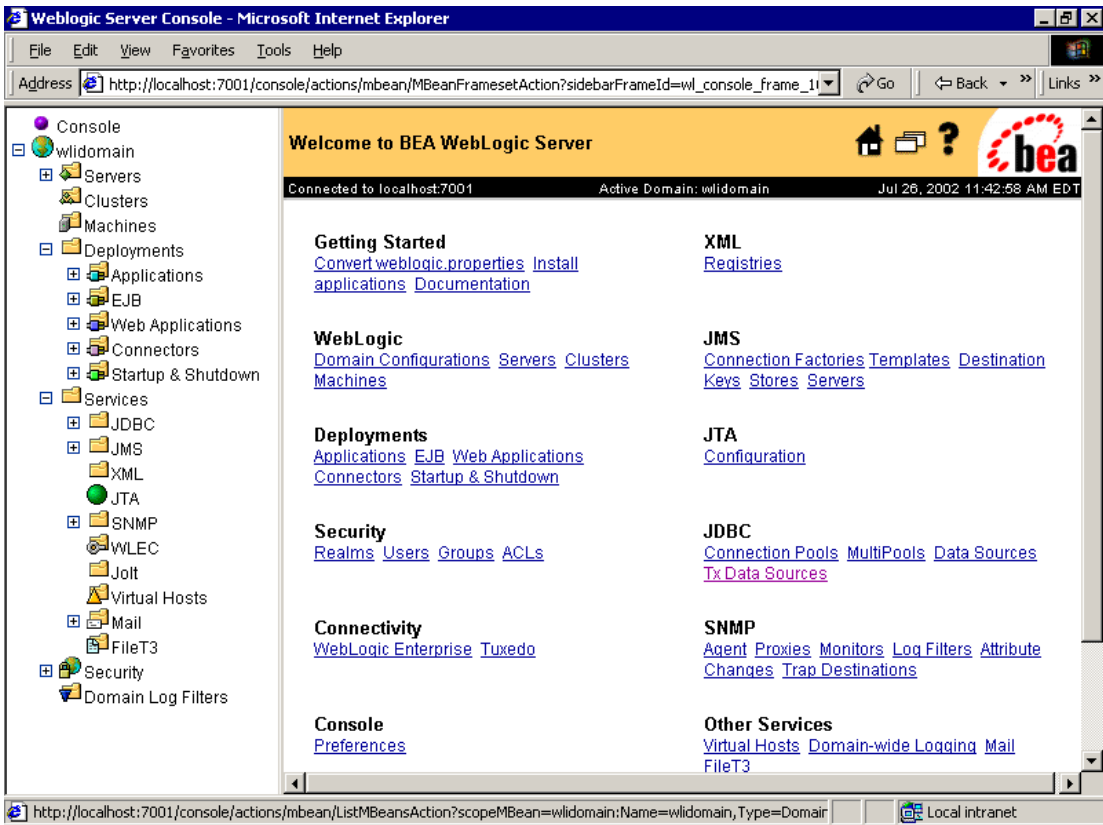 Weblogic Server Console - Microsoft Internet Explorer
File Edit View Favorites Tools Help
Address http://localhost:7001/console/actions/mbean/MBeanFramesetAction?sidebarFrameId=wl_console_frame_1 Go Back » Links »
Console
wlidomain
Servers
Clusters
Machines
Deployments
Applications
EJB
Web Applications
Connectors
Startup & Shutdown
Services
JDBC
JMS
XML
JTA
SNMP
WLEC
Jolt
Virtual Hosts
Mail
FileT3
Security
Domain Log Filters
Welcome to BEA WebLogic Server
? bea
Connected to localhost:7001 Active Domain: wlidomain Jul 26, 2002 11:42:58 AM EDT
Getting Started
Convert weblogic.properties Install
applications Documentation
XML
Registries
WebLogic
Domain Configurations Servers Clusters
Machines
JMS
Connection Factories Templates Destination
Keys Stores Servers
Deployments
Applications EJB Web Applications
Connectors Startup & Shutdown
JTA
Configuration
Security
Realms Users Groups ACLs
JDBC
Connection Pools MultiPools Data Sources
Tx Data Sources
Connectivity
WebLogic Enterprise Tuxedo
SNMP
Agent Proxies Monitors Log Filters Attribute
Changes Trap Destinations
Console
Preferences
Other Services
Virtual Hosts Domain-wide Logging Mail
FileT3
http://localhost:7001/console/actions/mbean/ListMBeansAction?scopeMBean=wlidomain:Name=wlidomain,Type=Domain Local intranet